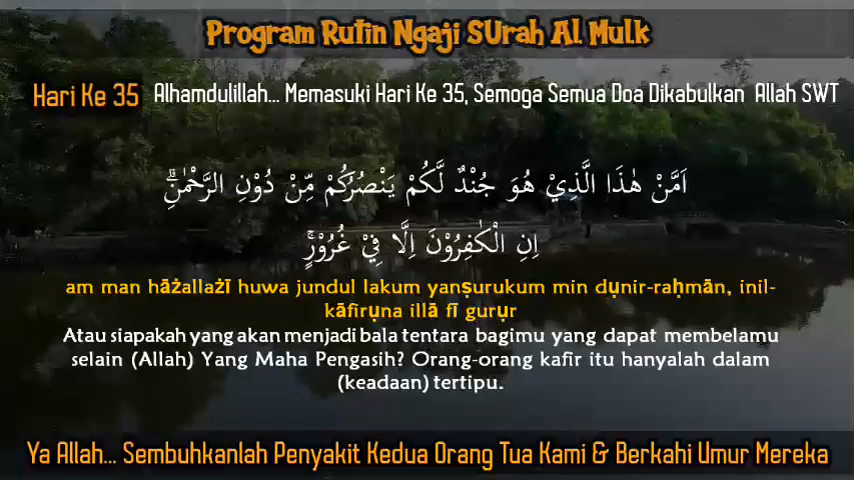 Program Rutin Ngaji SUrah Al Mulk
Hari Ke 35 Alhamdulillah... Memasuki Hari Ke 35, Semoga Semua Doa Dikabulkan Allah SWT
اَمَّنْ هٰذَا الَّذِيْ هُوَ جُنْدٌ لَّكُمْ يَنْصُرُكُمْ مِّنْ دُوْنِ الرَّحْمٰنِۗ
اِنِ الْكٰفِرُوْنَ اِلَّا فِيْ غُرُوْرٍۚ
am man hāżallażī huwa jundul lakum yanṣurukum min dụnir-raḥmān, inil-
kāfirụna illā fī gurụr
Atau siapakah yang akan menjadi bala tentara bagimu yang dapat membelamu
selain (Allah) Yang Maha Pengasih? Orang-orang kafir itu hanyalah dalam
(keadaan) tertipu.
Ya Allah... Sembuhkanlah Penyakit Kedua Orang Tua Kami & Berkahi Umur Mereka